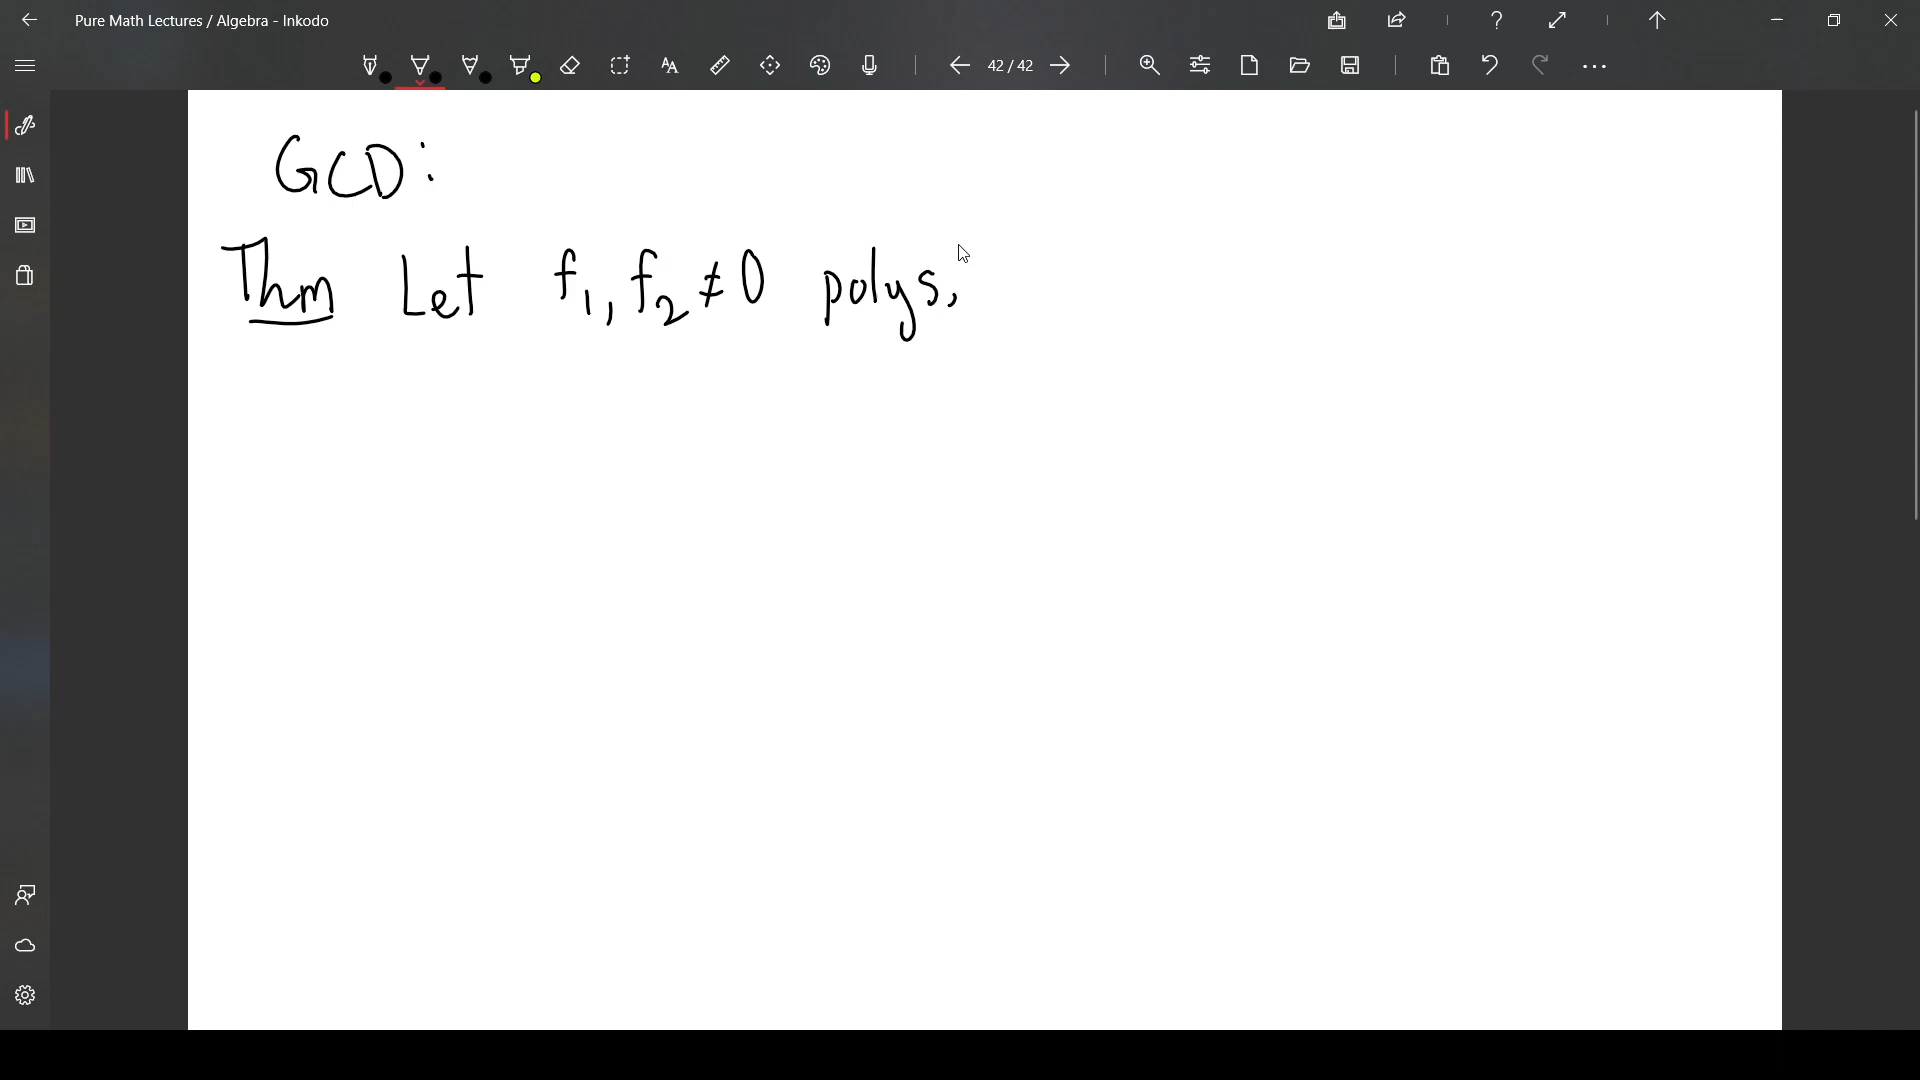 Pure Math Lectures / Algebra - Inkodo
42 / 42
GCD:
Thm Let f₁, f₂ ≠ 0 polys,